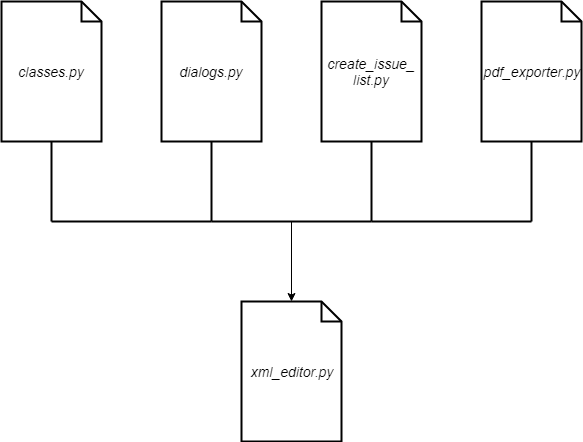 classes.py
dialogs.py
create_issue_
list.py
pdf_exporter.py
xml_editor.py